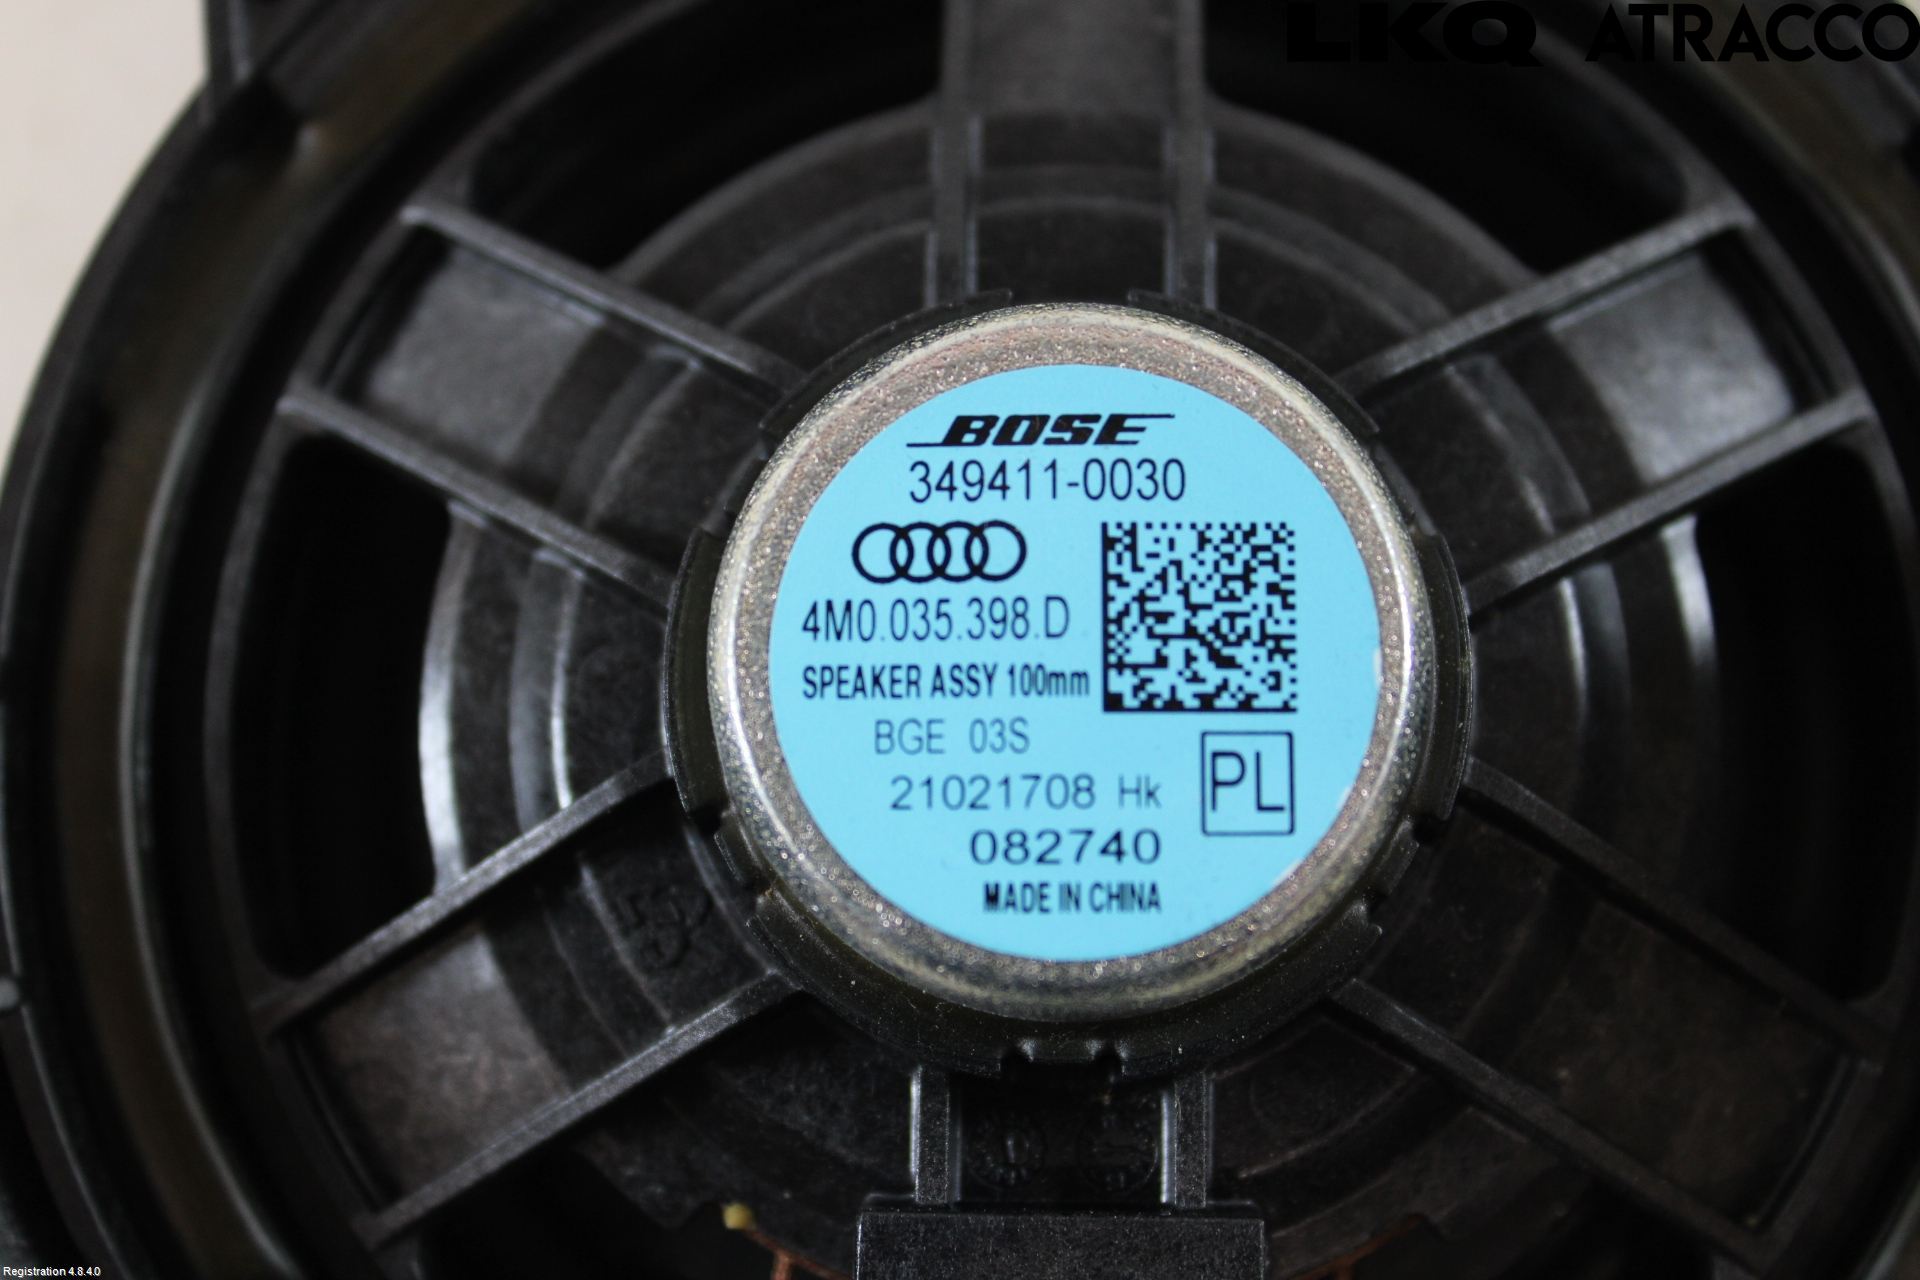 LKQ ATRACCO
BOSE
349411-0030
4M0.035.398.D
SPEAKER ASSY 100mm
BGE 03S
21021708 Hk
PL
082740
MADE IN CHINA
Registration 4.8.4.0